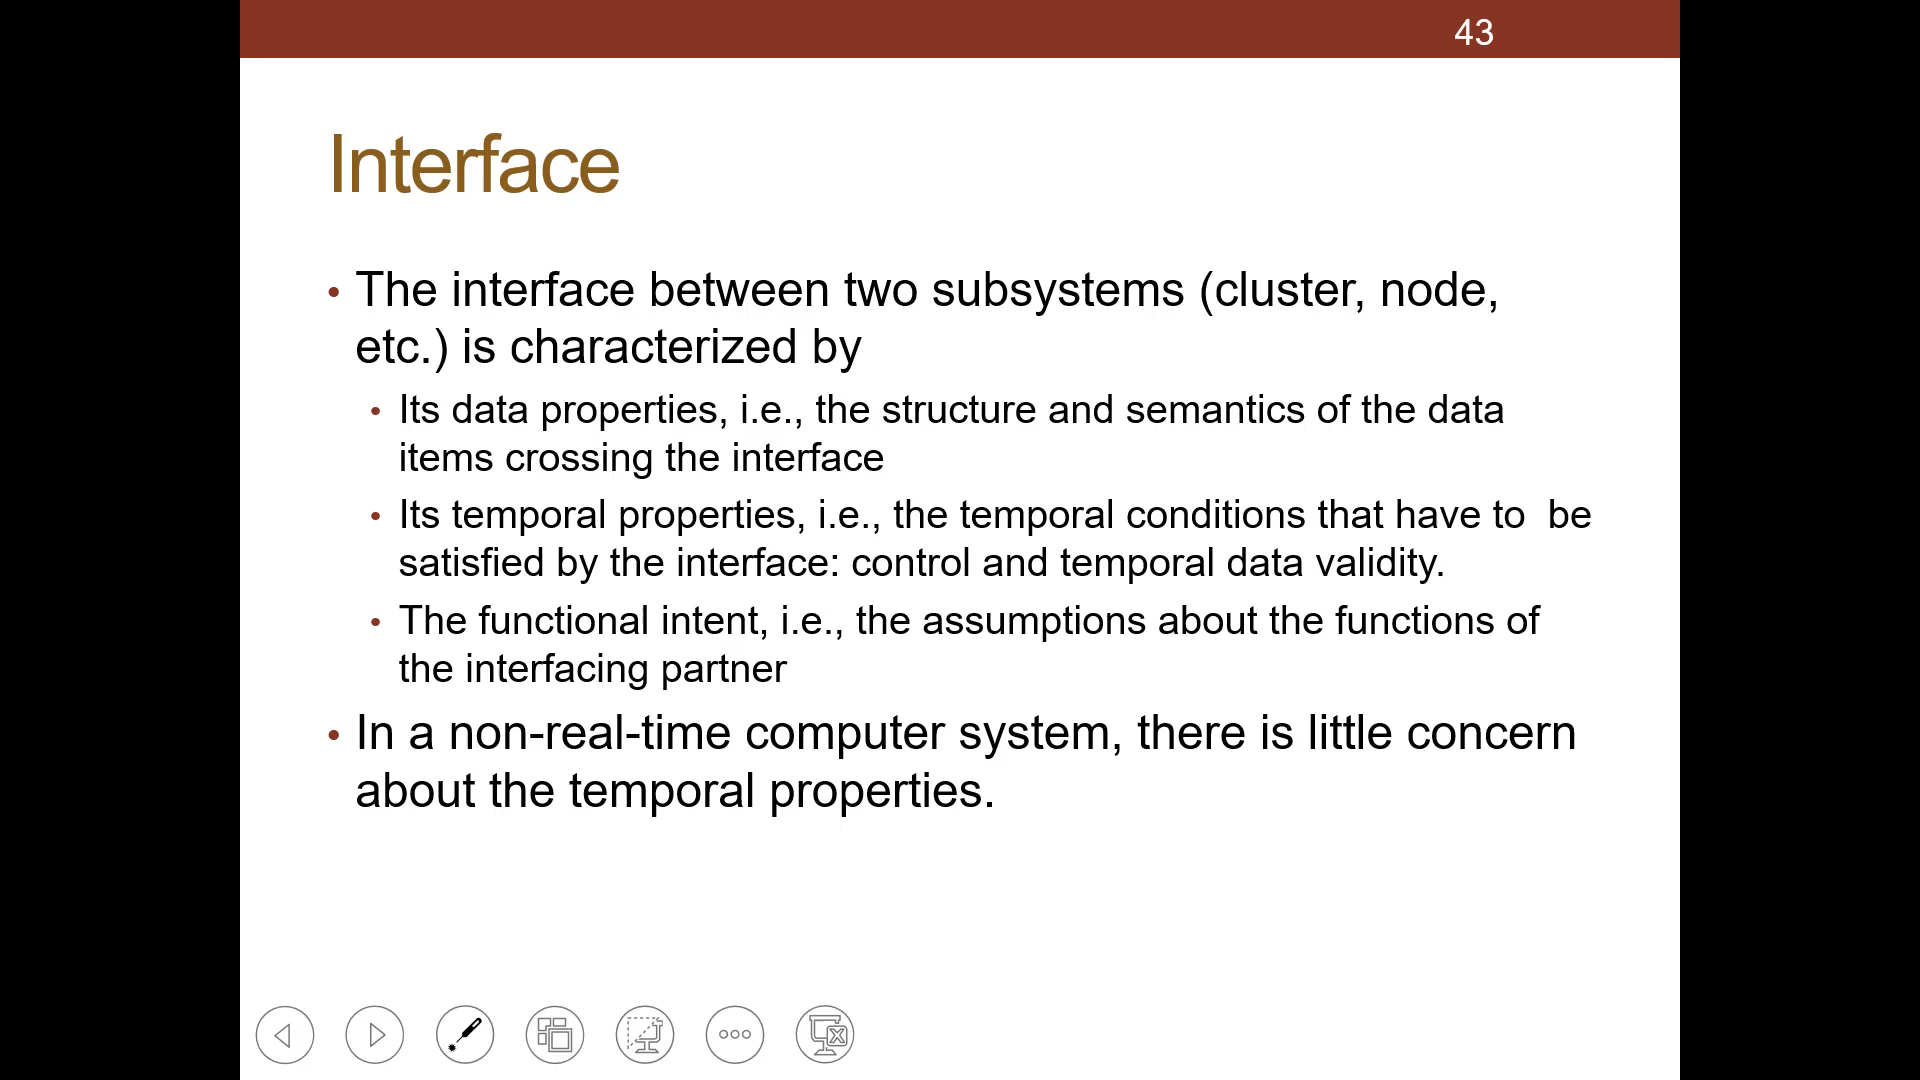 43
Interface
• The interface between two subsystems (cluster, node,
etc.) is characterized by
• Its data properties, i.e., the structure and semantics of the data
items crossing the interface
• Its temporal properties, i.e., the temporal conditions that have to  be
satisfied by the interface: control and temporal data validity.
• The functional intent, i.e., the assumptions about the functions of
the interfacing partner
• In a non-real-time computer system, there is little concern
about the temporal properties.